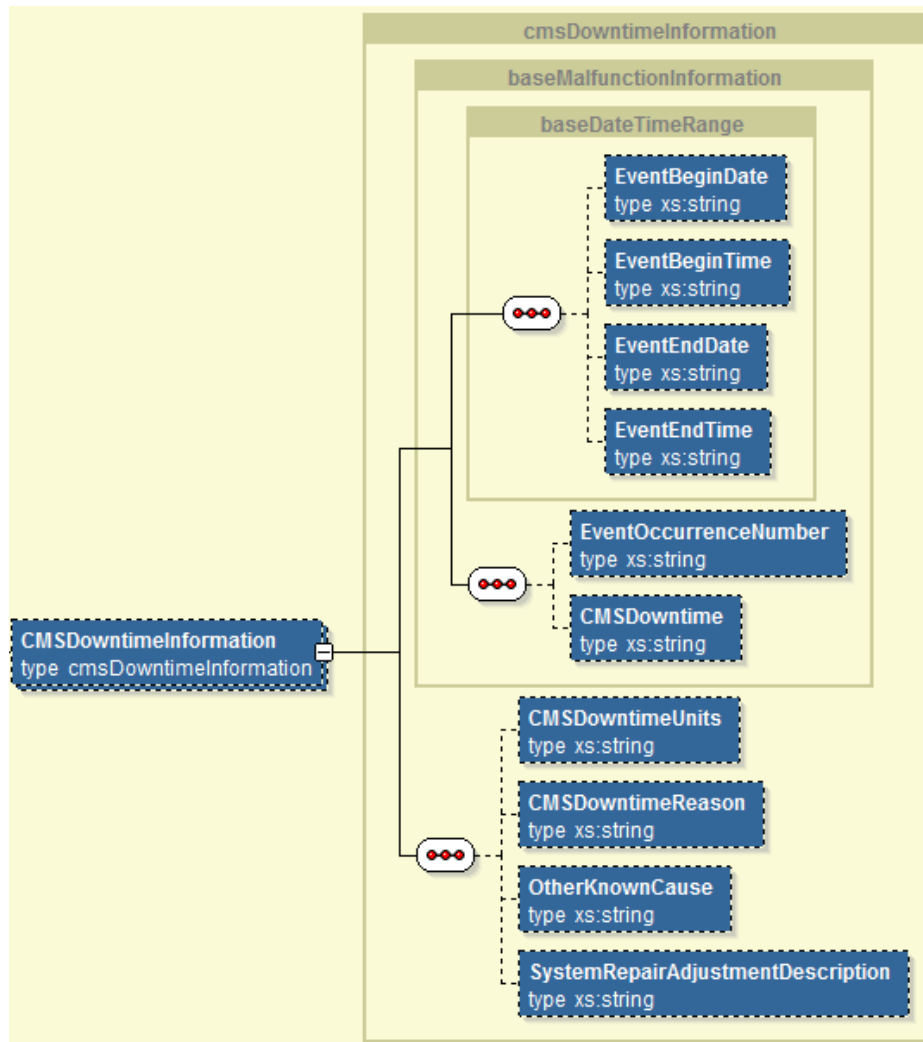 cmsDowntimeInformation
baseMalfunctionInformation
baseDateTimeRange
EventBeginDate
type xs:string
EventBeginTime
type xs:string
EventEndDate
type xs:string
EventEndTime
type xs:string
EventOccurrenceNumber
type xs:string
CMSDowntime
type xs:string
CMSDowntimeInformation
type cmsDowntimeInformation
CMSDowntimeUnits
type xs:string
CMSDowntimeReason
type xs:string
OtherKnownCause
type xs:string
SystemRepairAdjustmentDescription
type xs:string